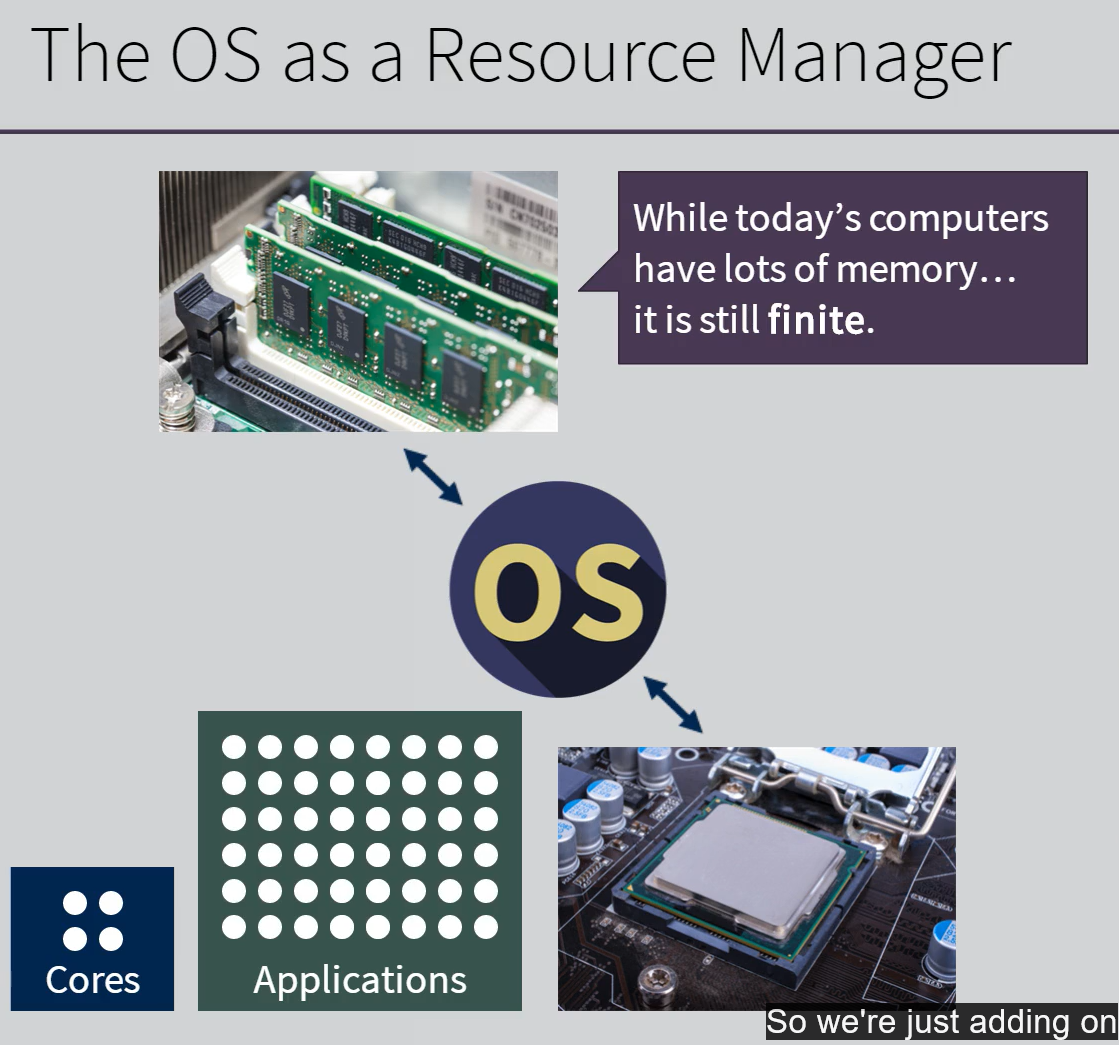 The OS as a Resource Manager
While today’s computers
have lots of memory…
it is still finite.
OS
Cores
Applications
So we're just adding on